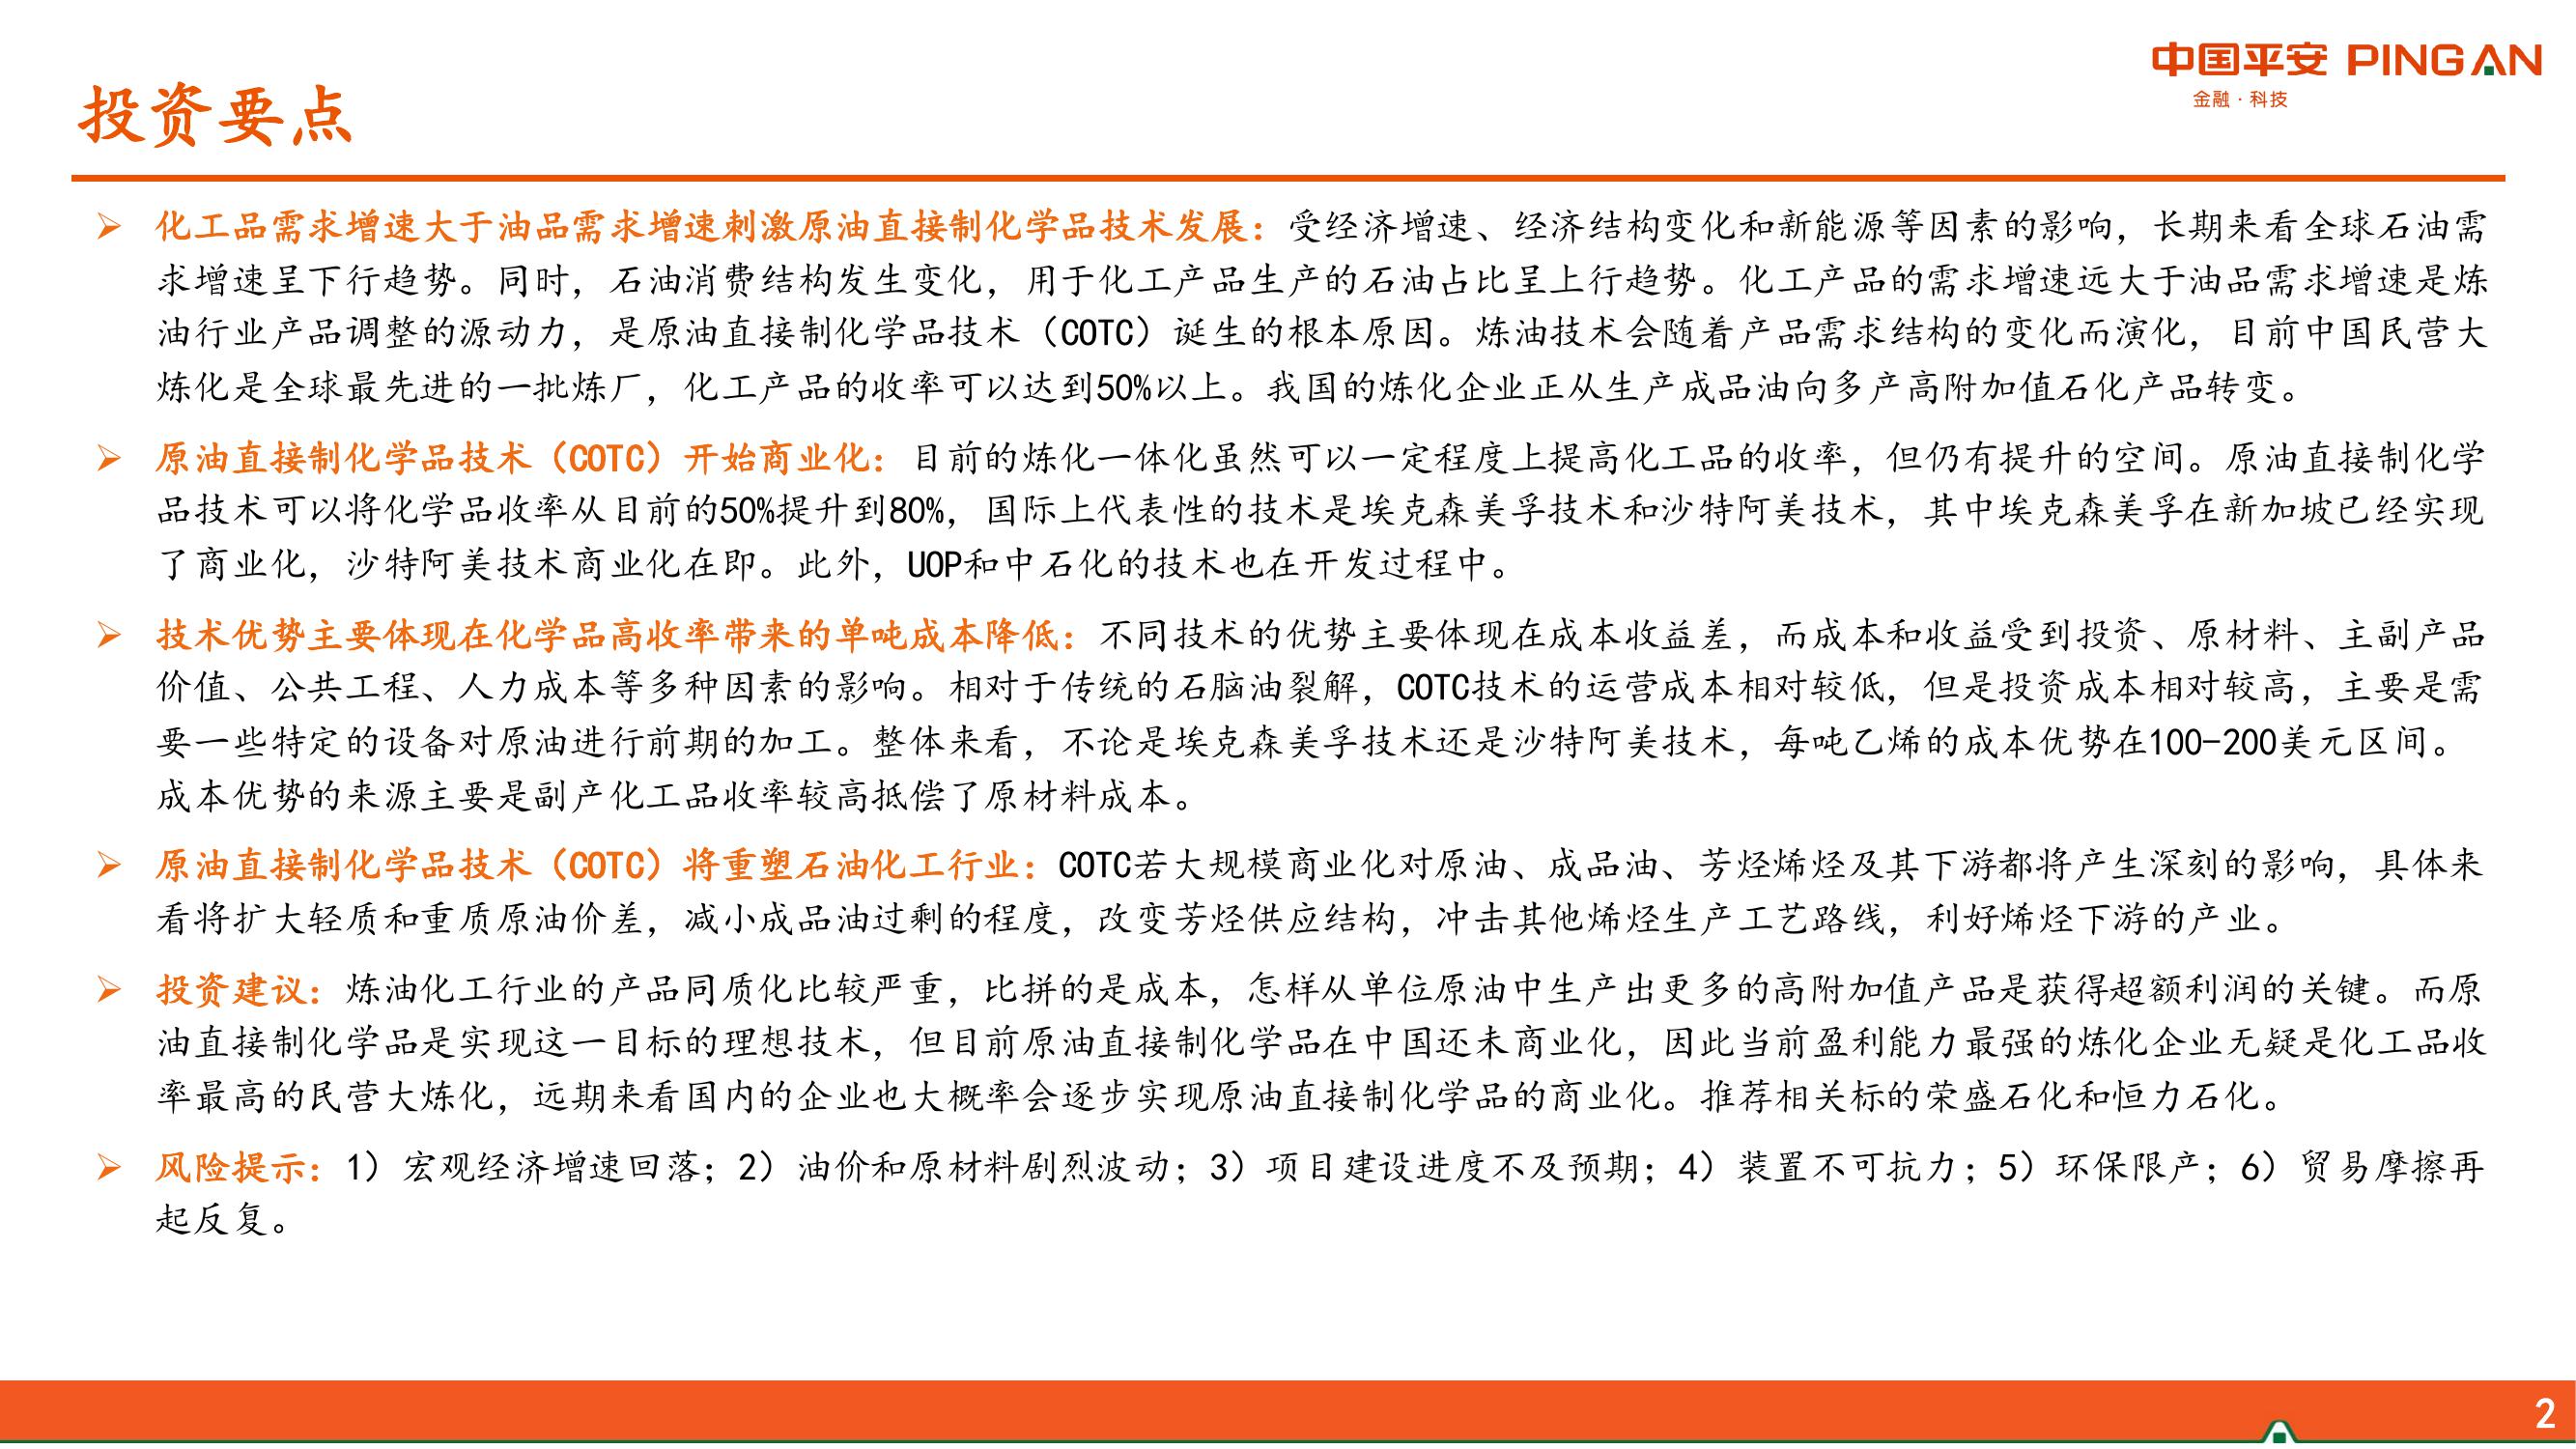 中国平安 PINGAN
金融·科技
投资要点
➢ 化工品需求增速大于油品需求增速刺激原油直接制化学品技术发展：受经济增速、经济结构变化和新能源等因素的影响，长期来看全球石油需
求增速呈下行趋势。同时，石油消费结构发生变化，用于化工产品生产的石油占比呈上行趋势。化工产品的需求增速远大于油品需求增速是炼
油行业产品调整的源动力，是原油直接制化学品技术（COTC）诞生的根本原因。炼油技术会随着产品需求结构的变化而演化，目前中国民营大
炼化是全球最先进的一批炼厂，化工产品的收率可以达到50%以上。我国的炼化企业正从生产成品油向多产高附加值石化产品转变。
➢ 原油直接制化学品技术（COTC）开始商业化：目前的炼化一体化虽然可以一定程度上提高化工品的收率，但仍有提升的空间。原油直接制化学
品技术可以将化学品收率从目前的50%提升到80%，国际上代表性的技术是埃克森美孚技术和沙特阿美技术，其中埃克森美孚在新加坡已经实现
了商业化，沙特阿美技术商业化在即。此外，UOP和中石化的技术也在开发过程中。
➢ 技术优势主要体现在化学品高收率带来的单吨成本降低：不同技术的优势主要体现在成本收益差，而成本和收益受到投资、原材料、主副产品
价值、公共工程、人力成本等多种因素的影响。相对于传统的石脑油裂解，COTC技术的运营成本相对较低，但是投资成本相对较高，主要是需
要一些特定的设备对原油进行前期的加工。整体来看，不论是埃克森美孚技术还是沙特阿美技术，每吨乙烯的成本优势在100-200美元区间。
成本优势的来源主要是副产化工品收率较高抵偿了原材料成本。
➢ 原油直接制化学品技术（COTC）将重塑石油化工行业：COTC若大规模商业化对原油、成品油、芳烃烯烃及其下游都将产生深刻的影响，具体来
看将扩大轻质和重质原油价差，减小成品油过剩的程度，改变芳烃供应结构，冲击其他烯烃生产工艺路线，利好烯烃下游的产业。
➢ 投资建议：炼油化工行业的产品同质化比较严重，比拼的是成本，怎样从单位原油中生产出更多的高附加值产品是获得超额利润的关键。而原
油直接制化学品是实现这一目标的理想技术，但目前原油直接制化学品在中国还未商业化，因此当前盈利能力最强的炼化企业无疑是化工品收
率最高的民营大炼化，远期来看国内的企业也大概率会逐步实现原油直接制化学品的商业化。推荐相关标的荣盛石化和恒力石化。
➢ 风险提示：1）宏观经济增速回落；2）油价和原材料剧烈波动；3）项目建设进度不及预期；4）装置不可抗力；5）环保限产；6）贸易摩擦再
起反复。
2